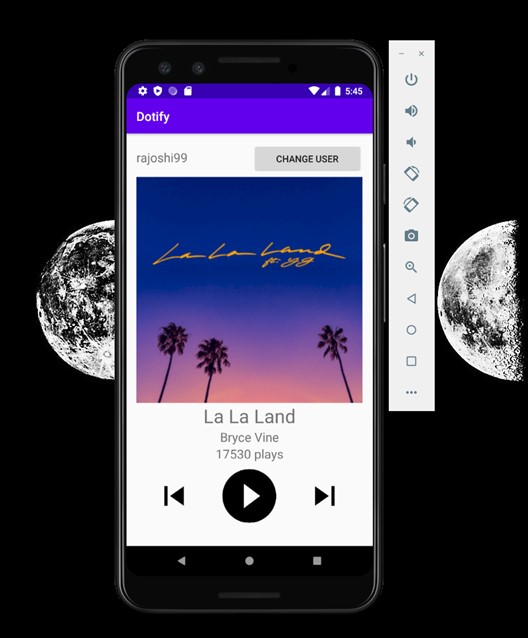 5:45
Dotify
rajoshi99
CHANGE USER
La La Land
ft. YG
La La Land
Bryce Vine
17530 plays